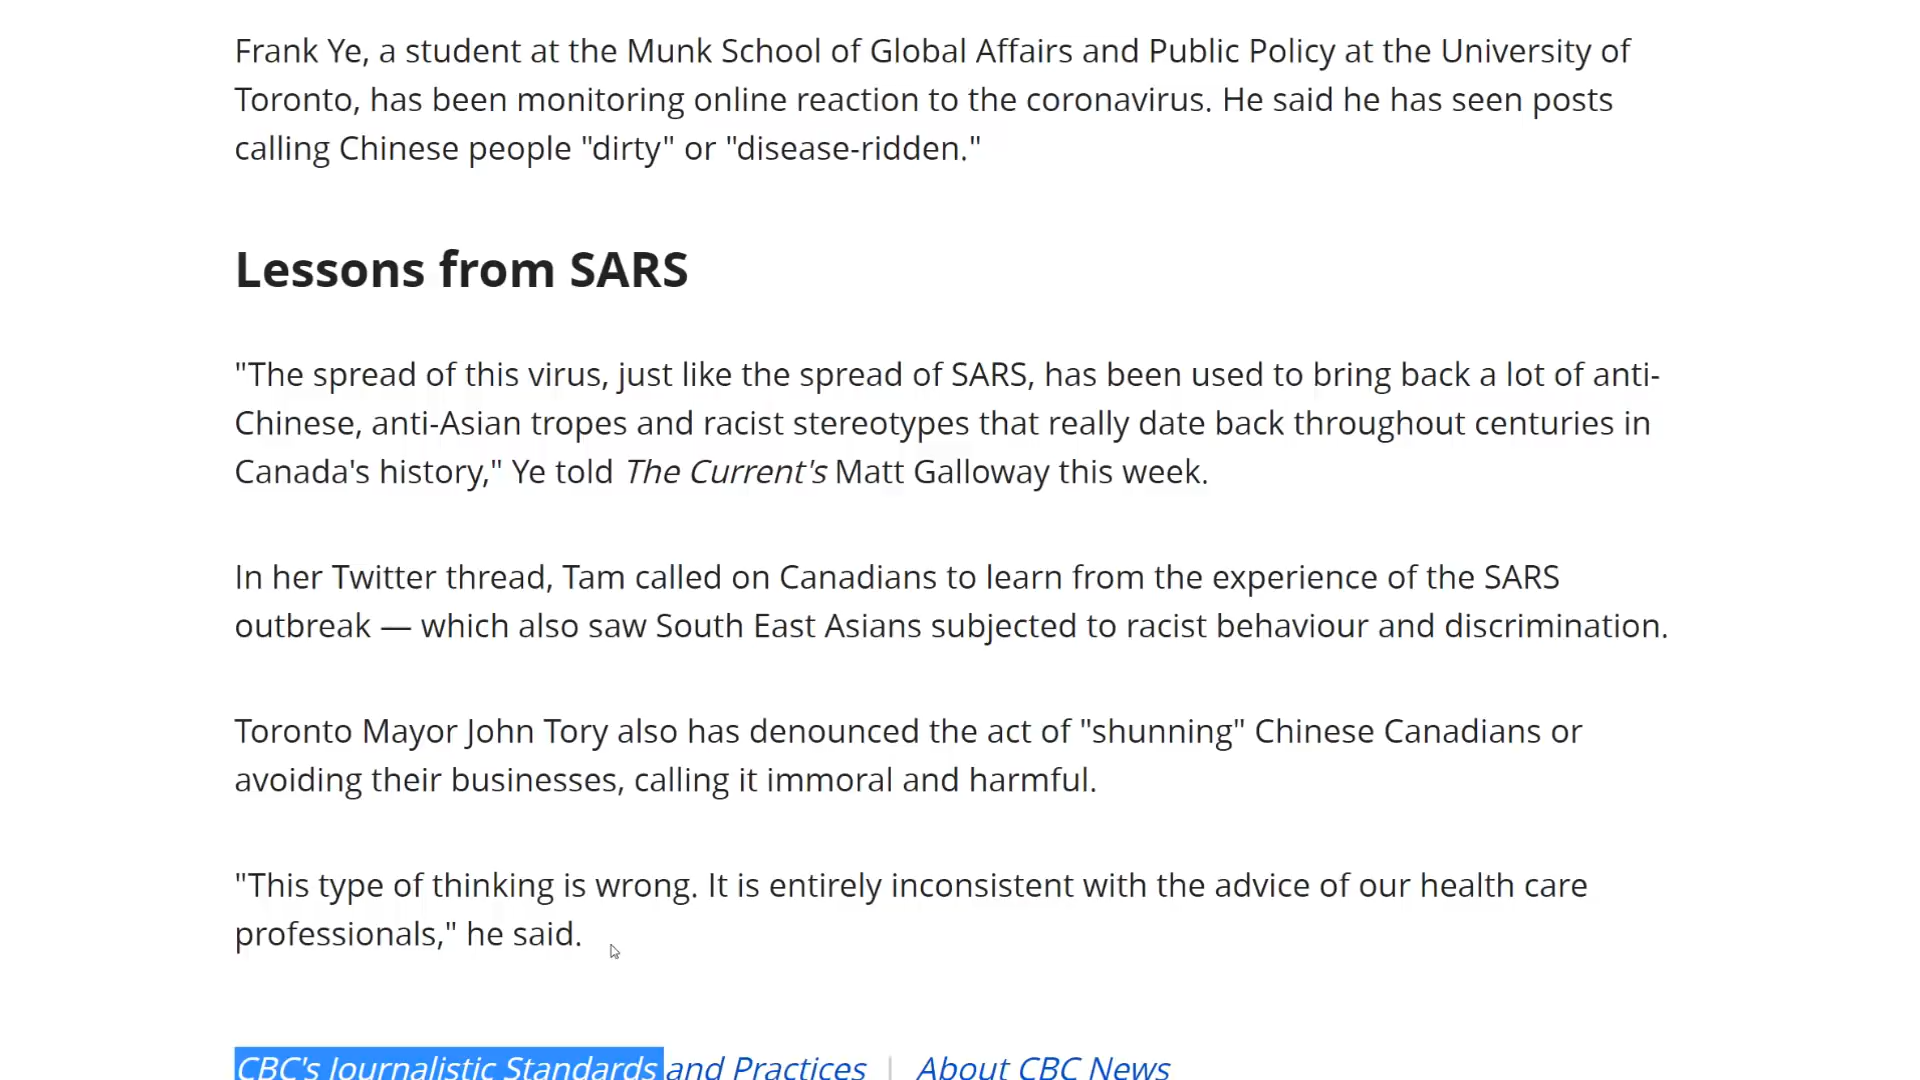 Frank Ye, a student at the Munk School of Global Affairs and Public Policy at the University of
Toronto, has been monitoring online reaction to the coronavirus. He said he has seen posts
calling Chinese people "dirty" or "disease-ridden."
Lessons from SARS
"The spread of this virus, just like the spread of SARS, has been used to bring back a lot of anti-
Chinese, anti-Asian tropes and racist stereotypes that really date back throughout centuries in
Canada's history," Ye told The Current's Matt Galloway this week.
In her Twitter thread, Tam called on Canadians to learn from the experience of the SARS
outbreak — which also saw South East Asians subjected to racist behaviour and discrimination.
Toronto Mayor John Tory also has denounced the act of "shunning" Chinese Canadians or
avoiding their businesses, calling it immoral and harmful.
"This type of thinking is wrong. It is entirely inconsistent with the advice of our health care
professionals," he said.
CBC's Journalistic Standards and Practices | About CBC News